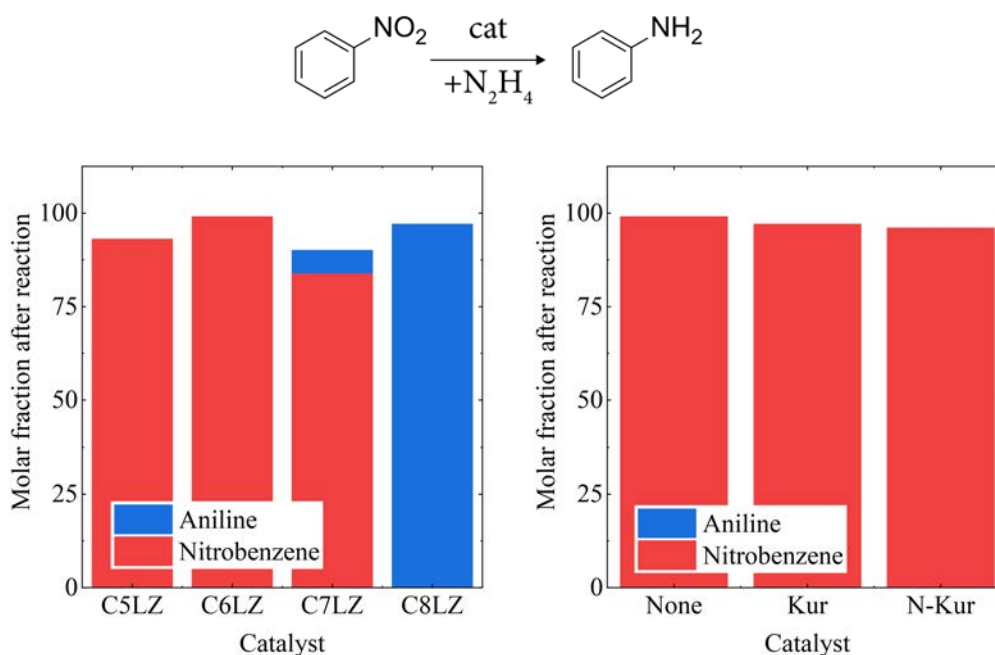 NO₂
cat
+N₂H₄
NH₂
Molar fraction after reaction
100
75
50
25
0
Aniline
Nitrobenzene
C5LZ C6LZ C7LZ C8LZ
Catalyst
Molar fraction after reaction
100
75
50
25
0
Aniline
Nitrobenzene
None Kur N-Kur
Catalyst